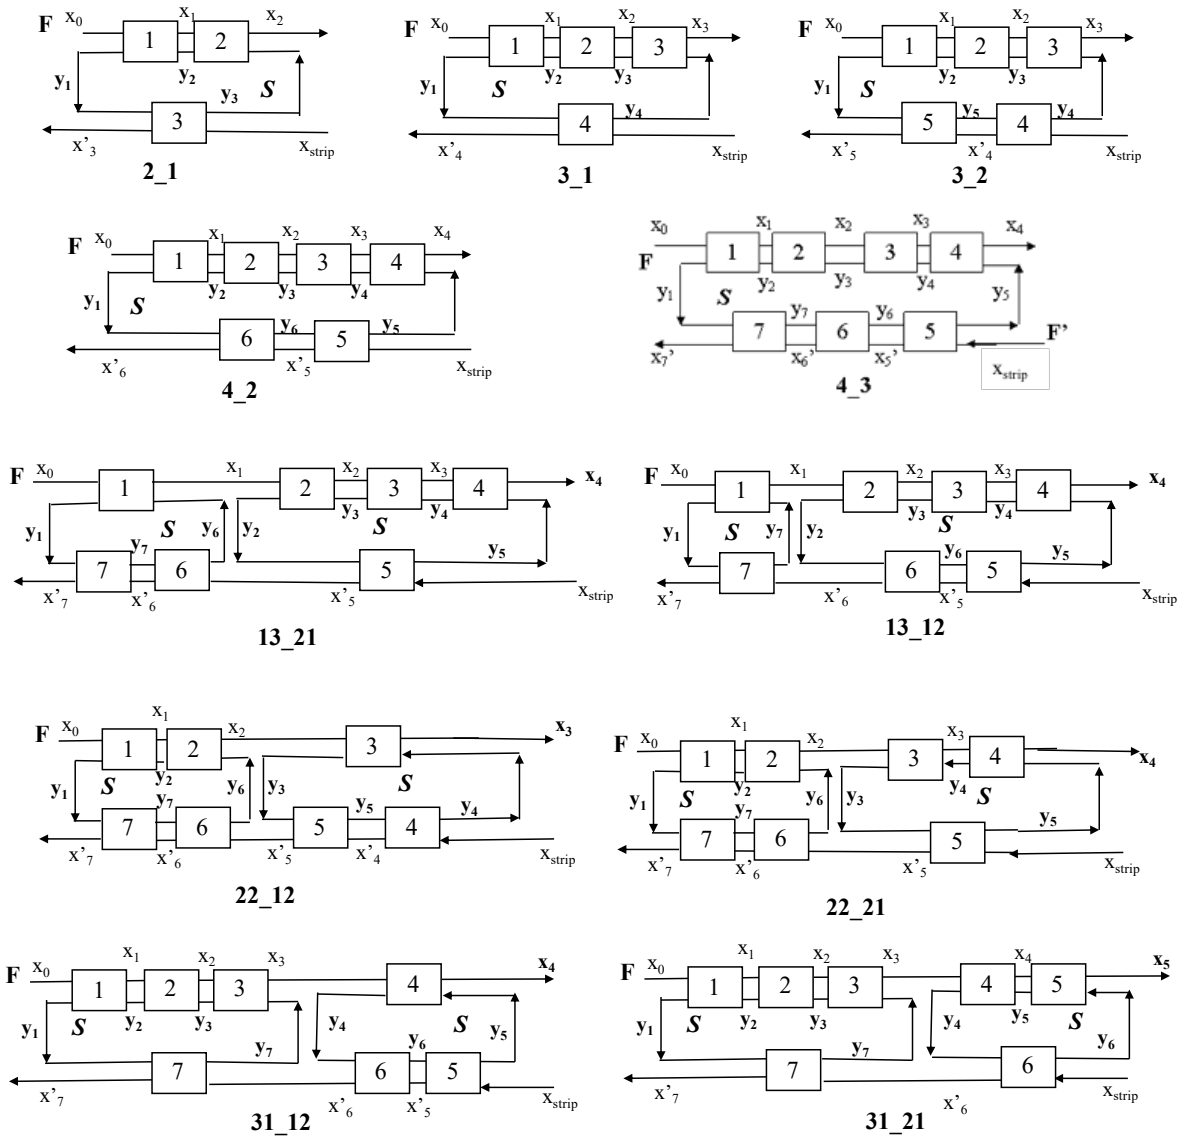 F x₀ x₁ x₂
1 2
y₁ y₂ y₃ S
3
x'₃ x_strip
2_1
x₀ x₁ x₂ x₃
1 2 3
y₁ S y₂ y₃
4 y₄
x'₄ x_strip
3_1
F x₀ x₁ x₂ x₃
1 2 3
y₁ S y₂ y₃
5 y₅ 4 y₄
x'₅ x'₄ x_strip
3_2
F x₀ x₁ x₂ x₃ x₄
1 2 3 4
y₁ S y₂ y₃ y₄
6 y₆ 5 y₅
x'₆ x'₅ x_strip
4_2
F x₀ x₁ x₂ x₃ x₄
1 2 3 4
y₁ S y₂ y₃ y₄ y₅
7 y₇ 6 y₆ 5 F'
x₇' x₆' x₅' x_strip
4_3
F x₀ x₁ x₂ x₃ x₄
1 2 3 4
y₁ S y₆ y₂ y₃ S y₄
7 y₇ 6 5 y₅
x'₇ x'₆ x'₅ x_strip
13_21
F x₀ x₁ x₂ x₃ x₄
1 2 3 4
y₁ S y₇ y₂ y₃ S y₄
7 6 y₆ 5 y₅
x'₇ x'₆ x'₅ x_strip
13_12
F x₀ x₁ x₂ x₃
1 2 3
y₁ S y₂ y₆ y₃ S
7 y₇ 6 5 y₅ 4 y₄
x'₇ x'₆ x'₅ x'₄ x_strip
22_12
F x₀ x₁ x₂ x₃ x₄
1 2 3 4
y₁ S y₂ y₆ y₃ y₄ S
7 y₇ 6 5 y₅
x'₇ x'₆ x'₅ x_strip
22_21
F x₀ x₁ x₂ x₃ x₄
1 2 3 4
y₁ S y₂ y₃ y₄ S y₅
7 y₇ 6 y₆ 5
x'₇ x'₆ x'₅ x_strip
31_12
F x₀ x₁ x₂ x₃ x₄ x₅
1 2 3 4 5
y₁ S y₂ y₃ y₄ y₅ S
7 y₇ 6 y₆
x'₇ x'₆ x_strip
31_21